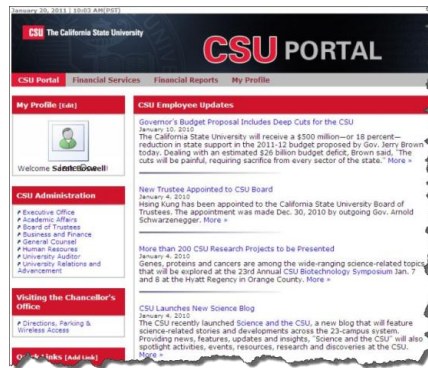 January 20, 2011 | 10:03 AM(PST)
CSU The California State University
CSU PORTAL
CSU Portal Financial Services Financial Reports My Profile
My Profile [Edit]
Welcome
CSU Administration
Executive Office
Academic Affairs
Board of Trustees
Business and Finance
General Counsel
Human Resoures
University Auditor
University Relations and
Advancement
Visiting the Chancellor's
Office
Directions, Parking &
Wireless Access
Quick Links [Add Link]
CSU Employee Updates
Governor's Budget Proposal Includes Deep Cuts for the CSU
January 10, 2010
The California State University will receive a $500 million—or 18 percent—
reduction in state support in the 2011-12 budget proposed by Gov. Jerry Brown
today. Dealing with an estimated $26 billion budget deficit, Brown said, "The
cuts will be painful, requiring sacrifice from every sector of the state." More »
New Trustee Appointed to CSU Board
January 4, 2010
Hsing Kung has been appointed to the California State University Board of
Trustees. The appointment was made Dec. 30, 2010 by outgoing Gov. Arnold
Schwarzenegger. More »
More than 200 CSU Research Projects to be Presented
January 4, 2010
Genes, proteins and cancers are among the wide-ranging science-related topics
that will be explored at the 23rd Annual CSU Biotechnology Symposium Jan. 7
and 8 at the Hyatt Regency in Orange County. More »
CSU Launches New Science Blog
January 4, 2010
The CSU recently launched Science and the CSU, a new blog that will feature
science-related stories and developments across the 23-campus system.
Providing news, features, updates and insights, "Science and the CSU" will also
spotlight activities, events, resources, research and discoveries at the CSU.
More »